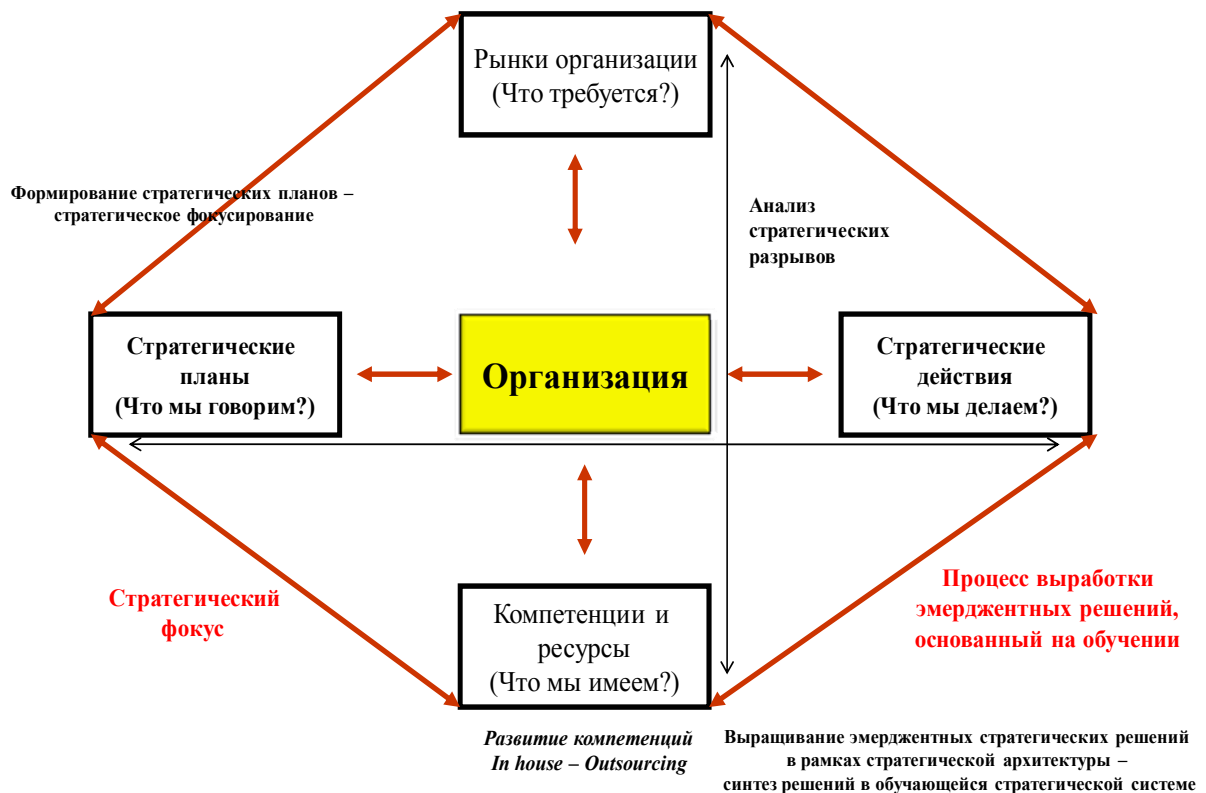 Рынки организации
(Что требуется?)
Формирование стратегических планов –
стратегическое фокусирование
Анализ
стратегических
разрывов
Стратегические
планы
(Что мы говорим?)
Организация
Стратегические
действия
(Что мы делаем?)
Стратегический
фокус
Компетенции и
ресурсы
(Что мы имеем?)
Процесс выработки
эмерджентных решений,
основанный на обучении
Развитие компетенций
In house – Outsourcing
Выращивание эмерджентных стратегических решений
в рамках стратегической архитектуры –
синтез решений в обучающейся стратегической системе